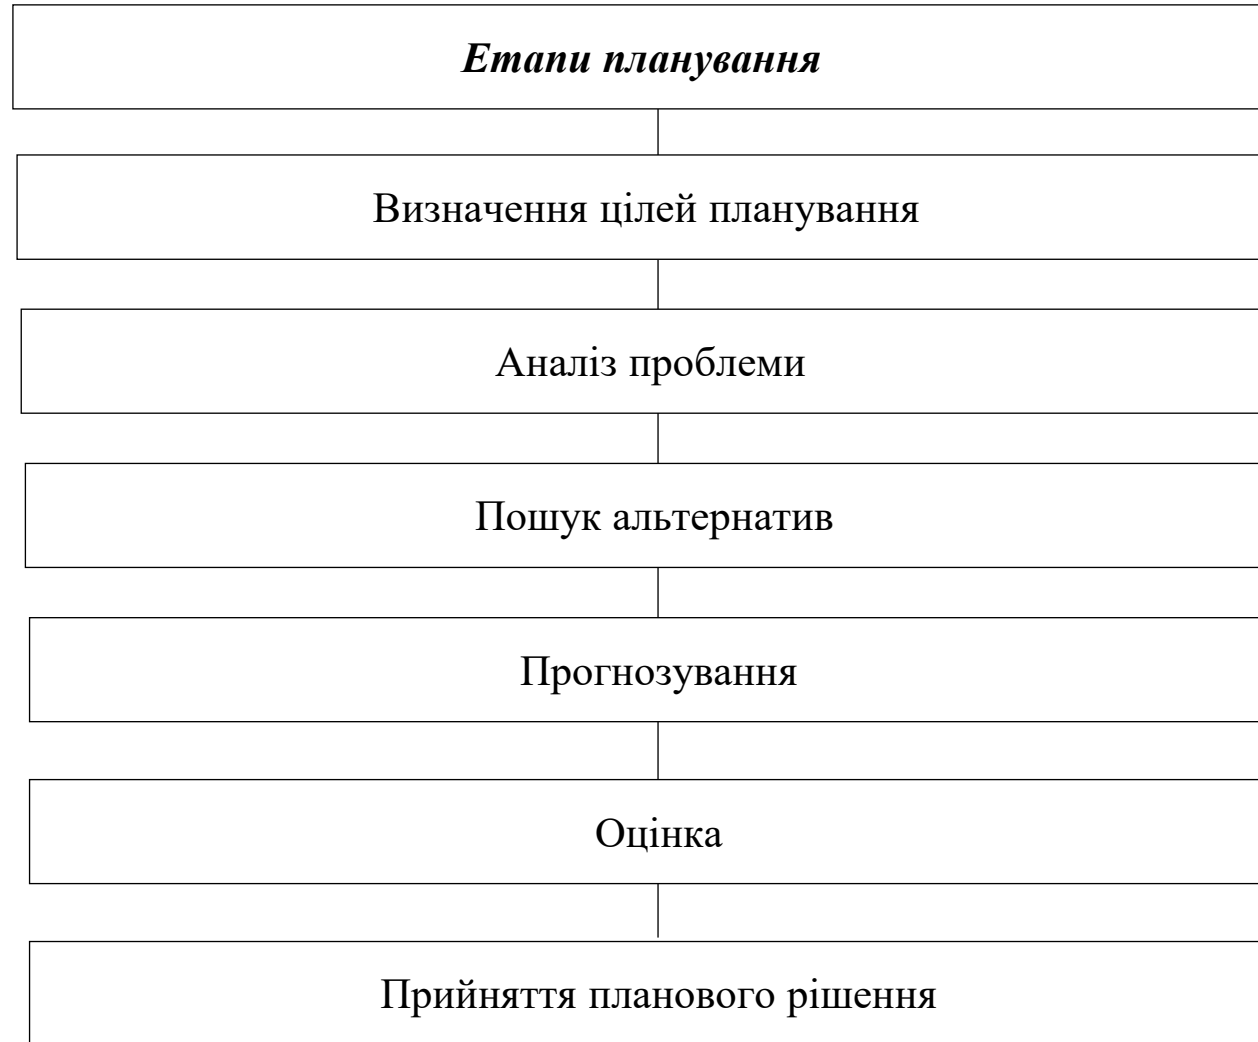 Етапи планування
Визначення цілей планування
Аналіз проблеми
Пошук альтернатив
Прогнозування
Оцінка
Прийняття планового рішення